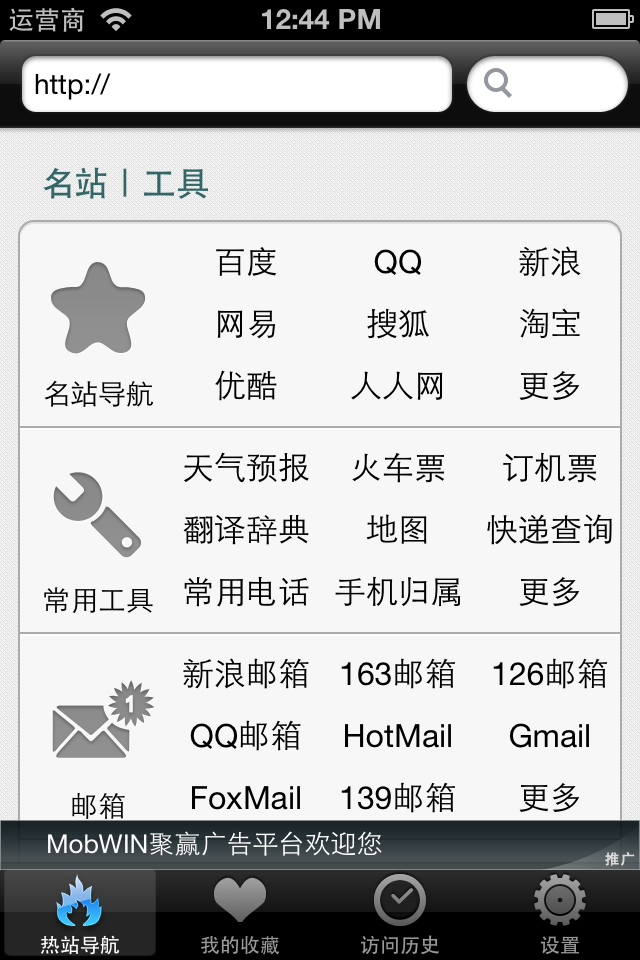 运营商 12:44 PM
http://
名站 | 工具
百度 QQ 新浪
网易 搜狐 淘宝
优酷 人人网 更多
名站导航
天气预报 火车票 订机票
翻译辞典 地图 快递查询
常用电话 手机归属 更多
常用工具
新浪邮箱 163邮箱 126邮箱
1
QQ邮箱 HotMail Gmail
FoxMail 139邮箱 更多
邮箱
MobWIN聚赢广告平台欢迎您
推广
热站导航 我的收藏 访问历史 设置